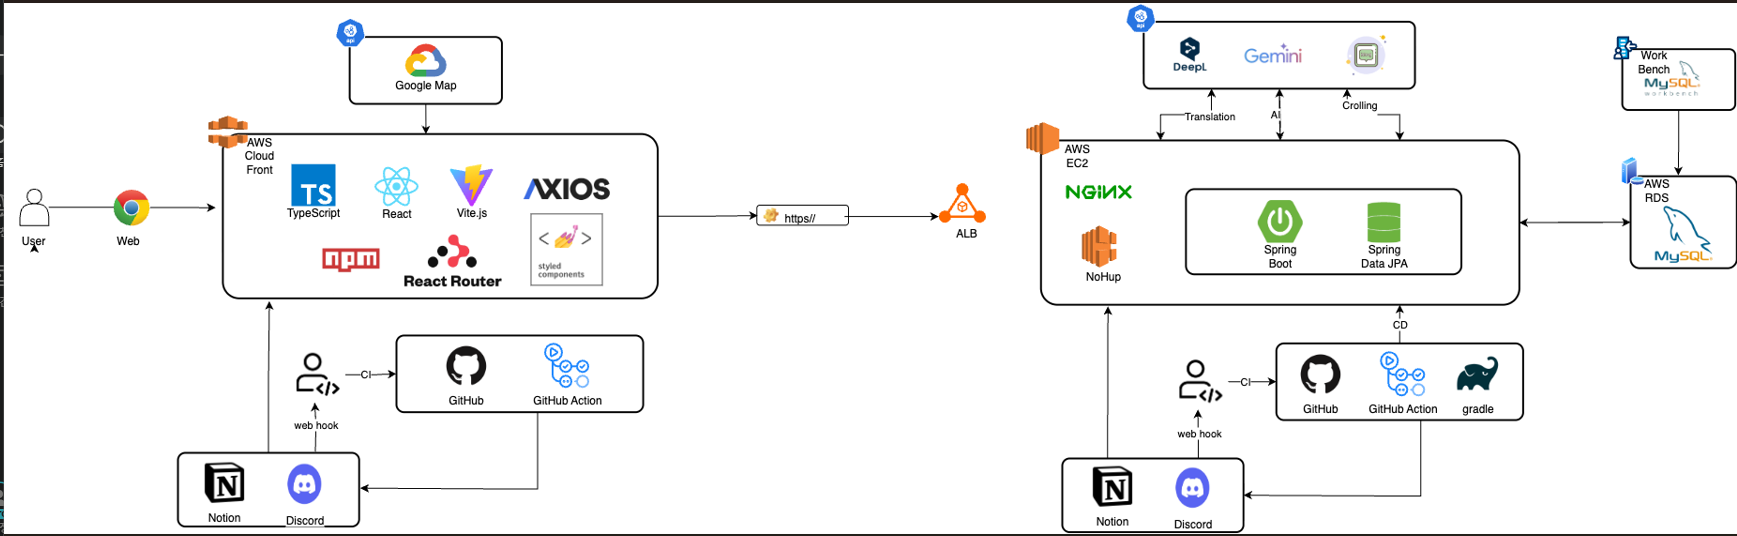 api
Google Map
AWS
Cloud
Front
TS
TypeScript
React
Vite.js
AXIOS
npm
React Router
< >
styled
components
User
Web
https//
ALB
CI
GitHub
GitHub Action
web hook
N
Notion
Discord
api
DeepL
Gemini
Translation
AI
Crolling
AWS
EC2
NGiNX
NoHup
Spring
Boot
Spring
Data JPA
CD
CI
GitHub
GitHub Action
gradle
web hook
N
Notion
Discord
Work
Bench
MySQL
workbench
AWS
RDS
MySQL